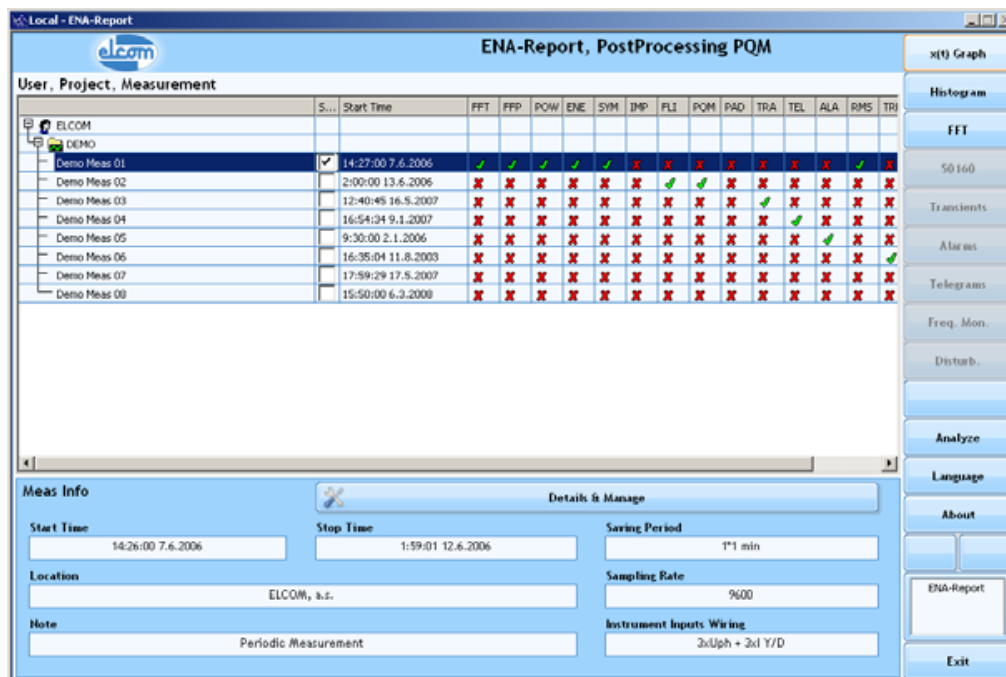 Local - ENA-Report
elcom
ENA-Report, PostProcessing PQM
User, Project, Measurement
S... Start Time FFT FFP POW ENE SYM IMP FLI PQM PAD TRA TEL ALA RMS TRI
ELCOM
DEMO
Demo Meas 01 14:27:00 7.6.2006
Demo Meas 02 2:00:00 13.6.2006
Demo Meas 03 12:40:45 16.5.2007
Demo Meas 04 16:54:34 9.1.2007
Demo Meas 05 9:30:00 2.1.2006
Demo Meas 06 16:35:04 11.8.2003
Demo Meas 07 17:59:29 17.5.2007
Demo Meas 08 15:50:00 6.3.2008
Meas Info
Details & Manage
Start Time Stop Time Saving Period
14:26:00 7.6.2006 1:59:01 12.6.2006 1*1 min
Location Sampling Rate
ELCOM, a.s. 9600
Note Instrument Inputs Wiring
Periodic Measurement 3xUph + 3xI Y/D
x(t) Graph
Histogram
FFT
50160
Transients
Alarms
Telegrams
Freq. Mon.
Disturb.
Analyze
Language
About
ENA-Report
Exit